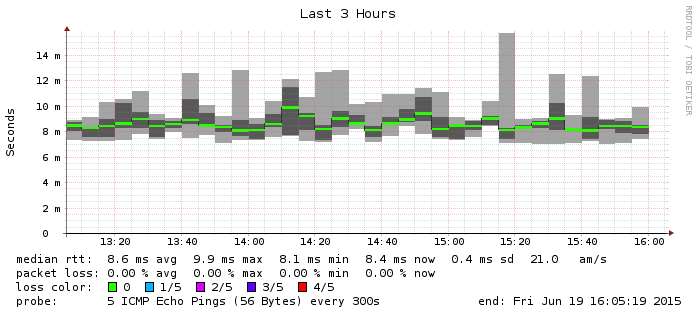 Last 3 Hours
RRDTOOL / TOBI OETIKER
Seconds
14 m
12 m
10 m
8 m
6 m
4 m
2 m
0
13:20 13:40 14:00 14:20 14:40 15:00 15:20 15:40 16:00
median rtt: 8.6 ms avg 9.9 ms max 8.1 ms min 8.4 ms now 0.4 ms sd 21.0 am/s
packet loss: 0.00 % avg 0.00 % max 0.00 % min 0.00 % now
loss color: 0 1/5 2/5 3/5 4/5
probe: 5 ICMP Echo Pings (56 Bytes) every 300s end: Fri Jun 19 16:05:19 2015